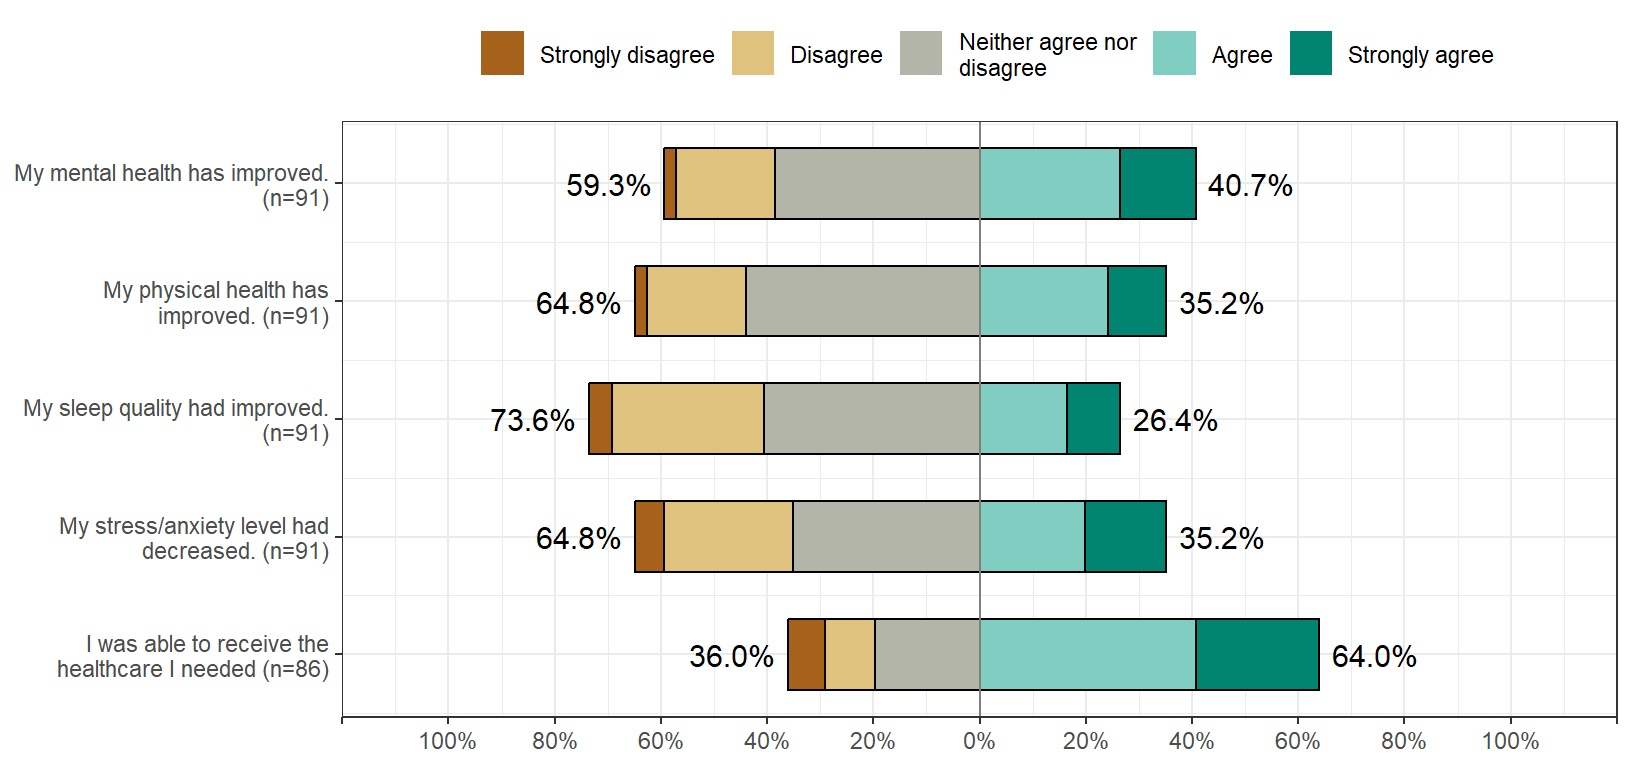 Strongly disagree
Disagree
Neither agree nor
disagree
Agree
Strongly agree
My mental health has improved.
(n=91)
59.3%
40.7%
My physical health has
improved. (n=91)
64.8%
35.2%
My sleep quality had improved.
(n=91)
73.6%
26.4%
My stress/anxiety level had
decreased. (n=91)
64.8%
35.2%
I was able to receive the
healthcare I needed (n=86)
36.0%
64.0%
100% 80% 60% 40% 20% 0% 20% 40% 60% 80% 100%